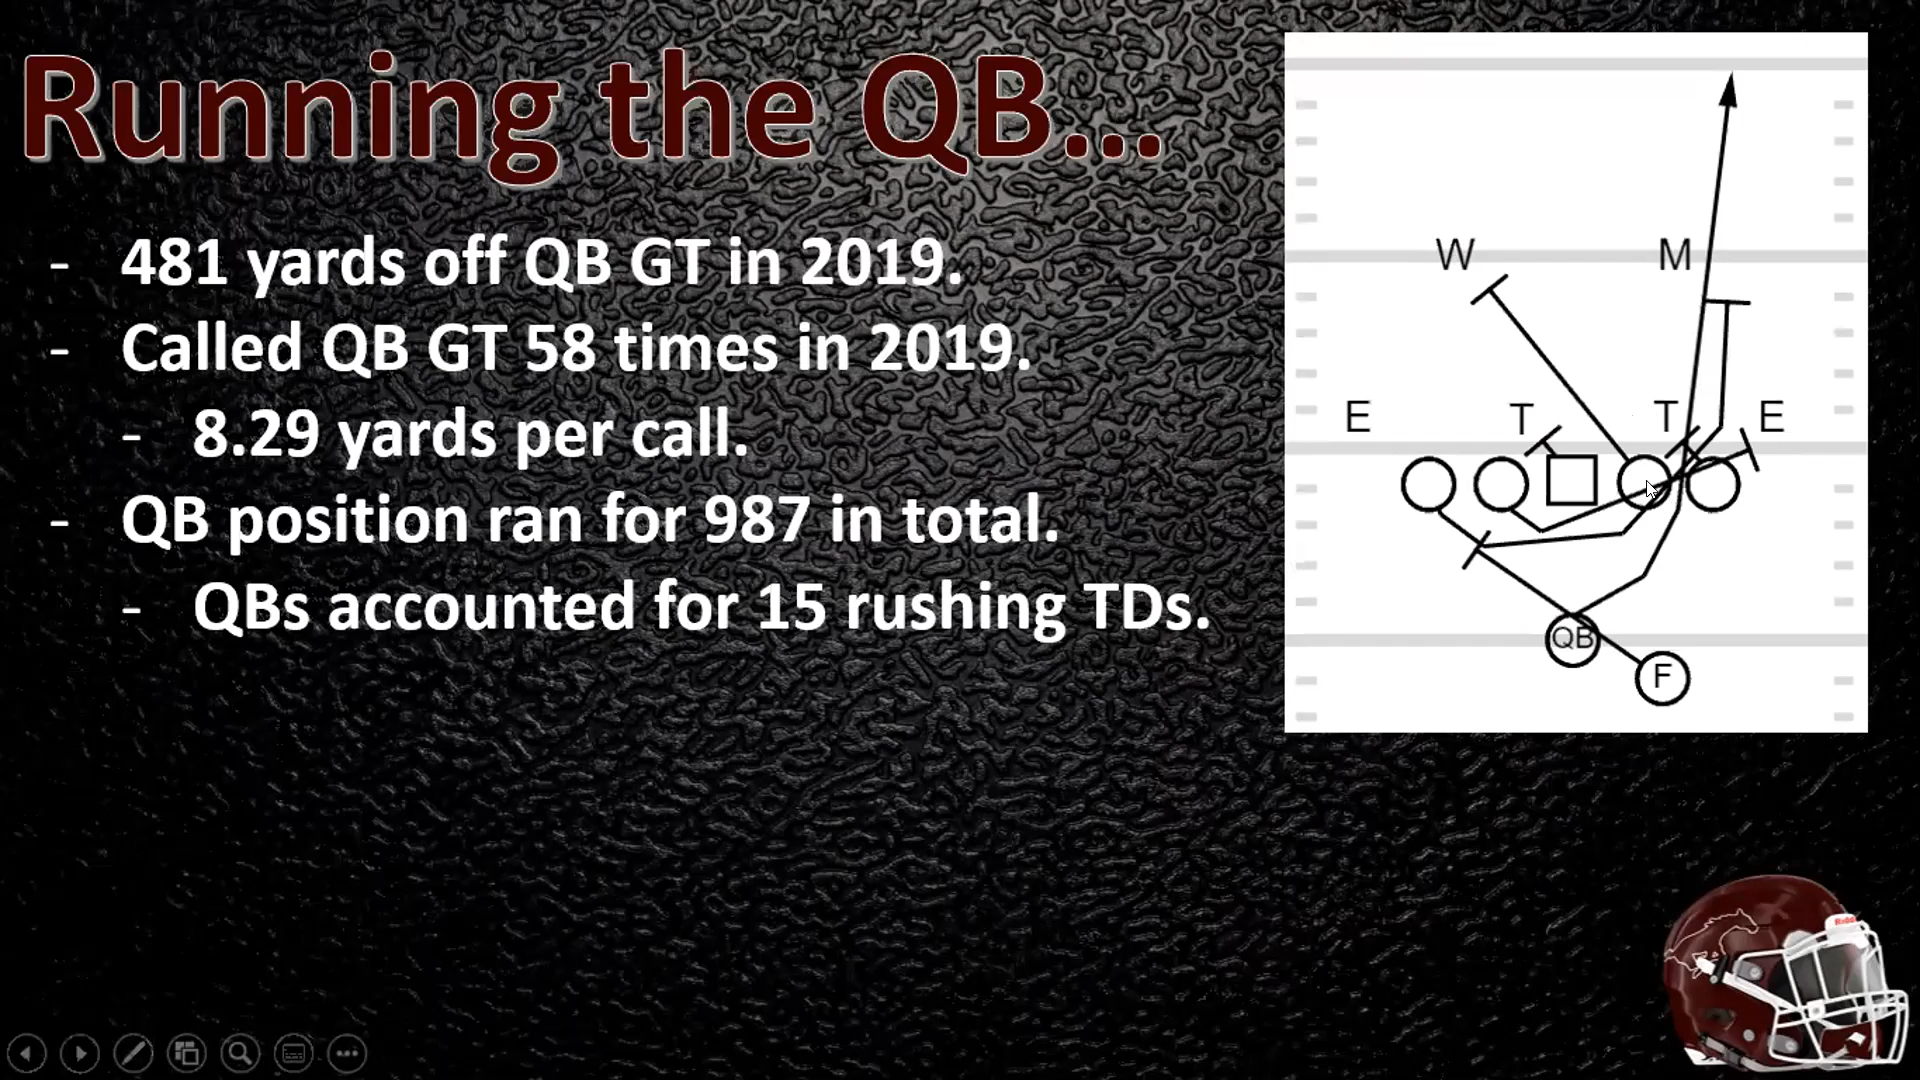 Running the QB...
- 481 yards off QB GT in 2019.
- Called QB GT 58 times in 2019.
- 8.29 yards per call.
- QB position ran for 987 in total.
- QBs accounted for 15 rushing TDs.
W M
E T T E
QB
F